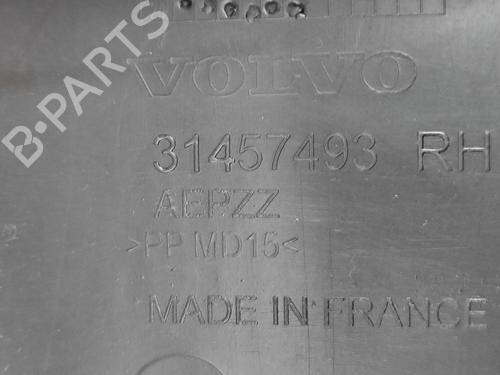 B-PARTS
VOLVO
31457493 RH
AEPZZ
>PP MD15<
MADE IN FRANCE